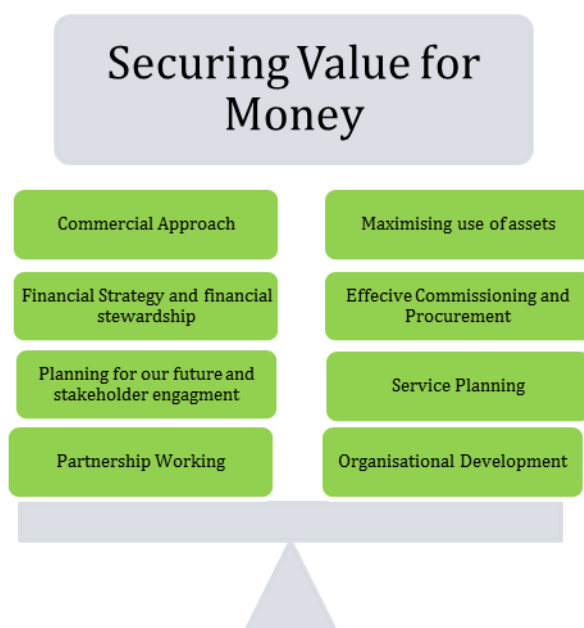 Securing Value for
Money
Commercial Approach
Maximising use of assets
Financial Strategy and financial
stewardship
Effecive Commissioning and
Procurement
Planning for our future and
stakeholder engagment
Service Planning
Partnership Working
Organisational Development